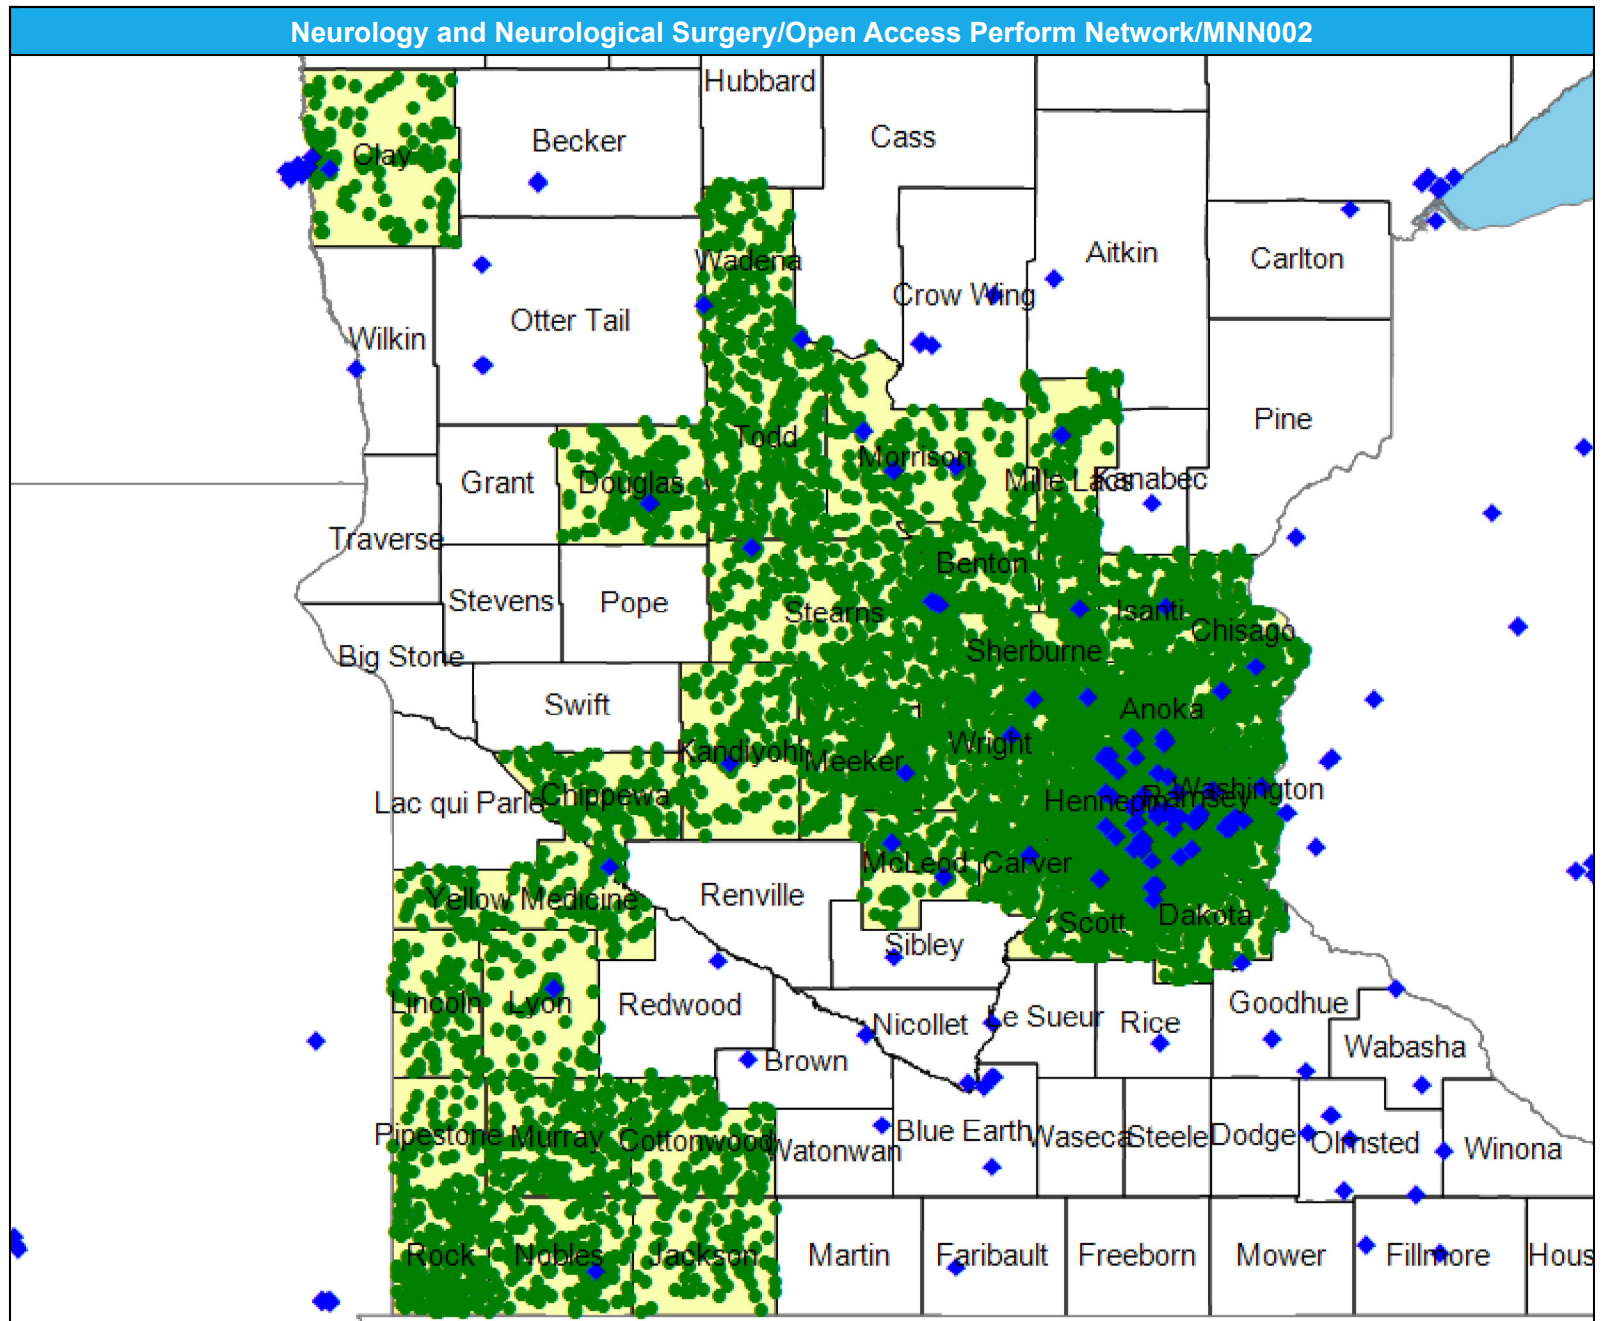 Neurology and Neurological Surgery/Open Access Perform Network/MNN002
Hubbard
Cass
Becker
Clay
Aitkin
Carlton
Wadena
Crow Wing
Otter Tail
Wilkin
Pine
Todd
Morrison
Grant
Douglas
Mille Lacs
Kanabec
Traverse
Benton
Stevens
Pope
Stearns
Isanti
Chisago
Big Stone
Sherburne
Swift
Anoka
Kandiyohi
Meeker
Wright
Lac qui Parle
Chippewa
Hennepin
Ramsey
Washington
McLeod
Carver
Yellow Medicine
Renville
Scott
Dakota
Sibley
Lincoln
Lyon
Redwood
Nicollet
Le Sueur
Rice
Goodhue
Brown
Wabasha
Pipestone
Murray
Cottonwood
Watonwan
Blue Earth
Waseca
Steele
Dodge
Olmsted
Winona
Rock
Nobles
Jackson
Martin
Faribault
Freeborn
Mower
Fillmore
Hous